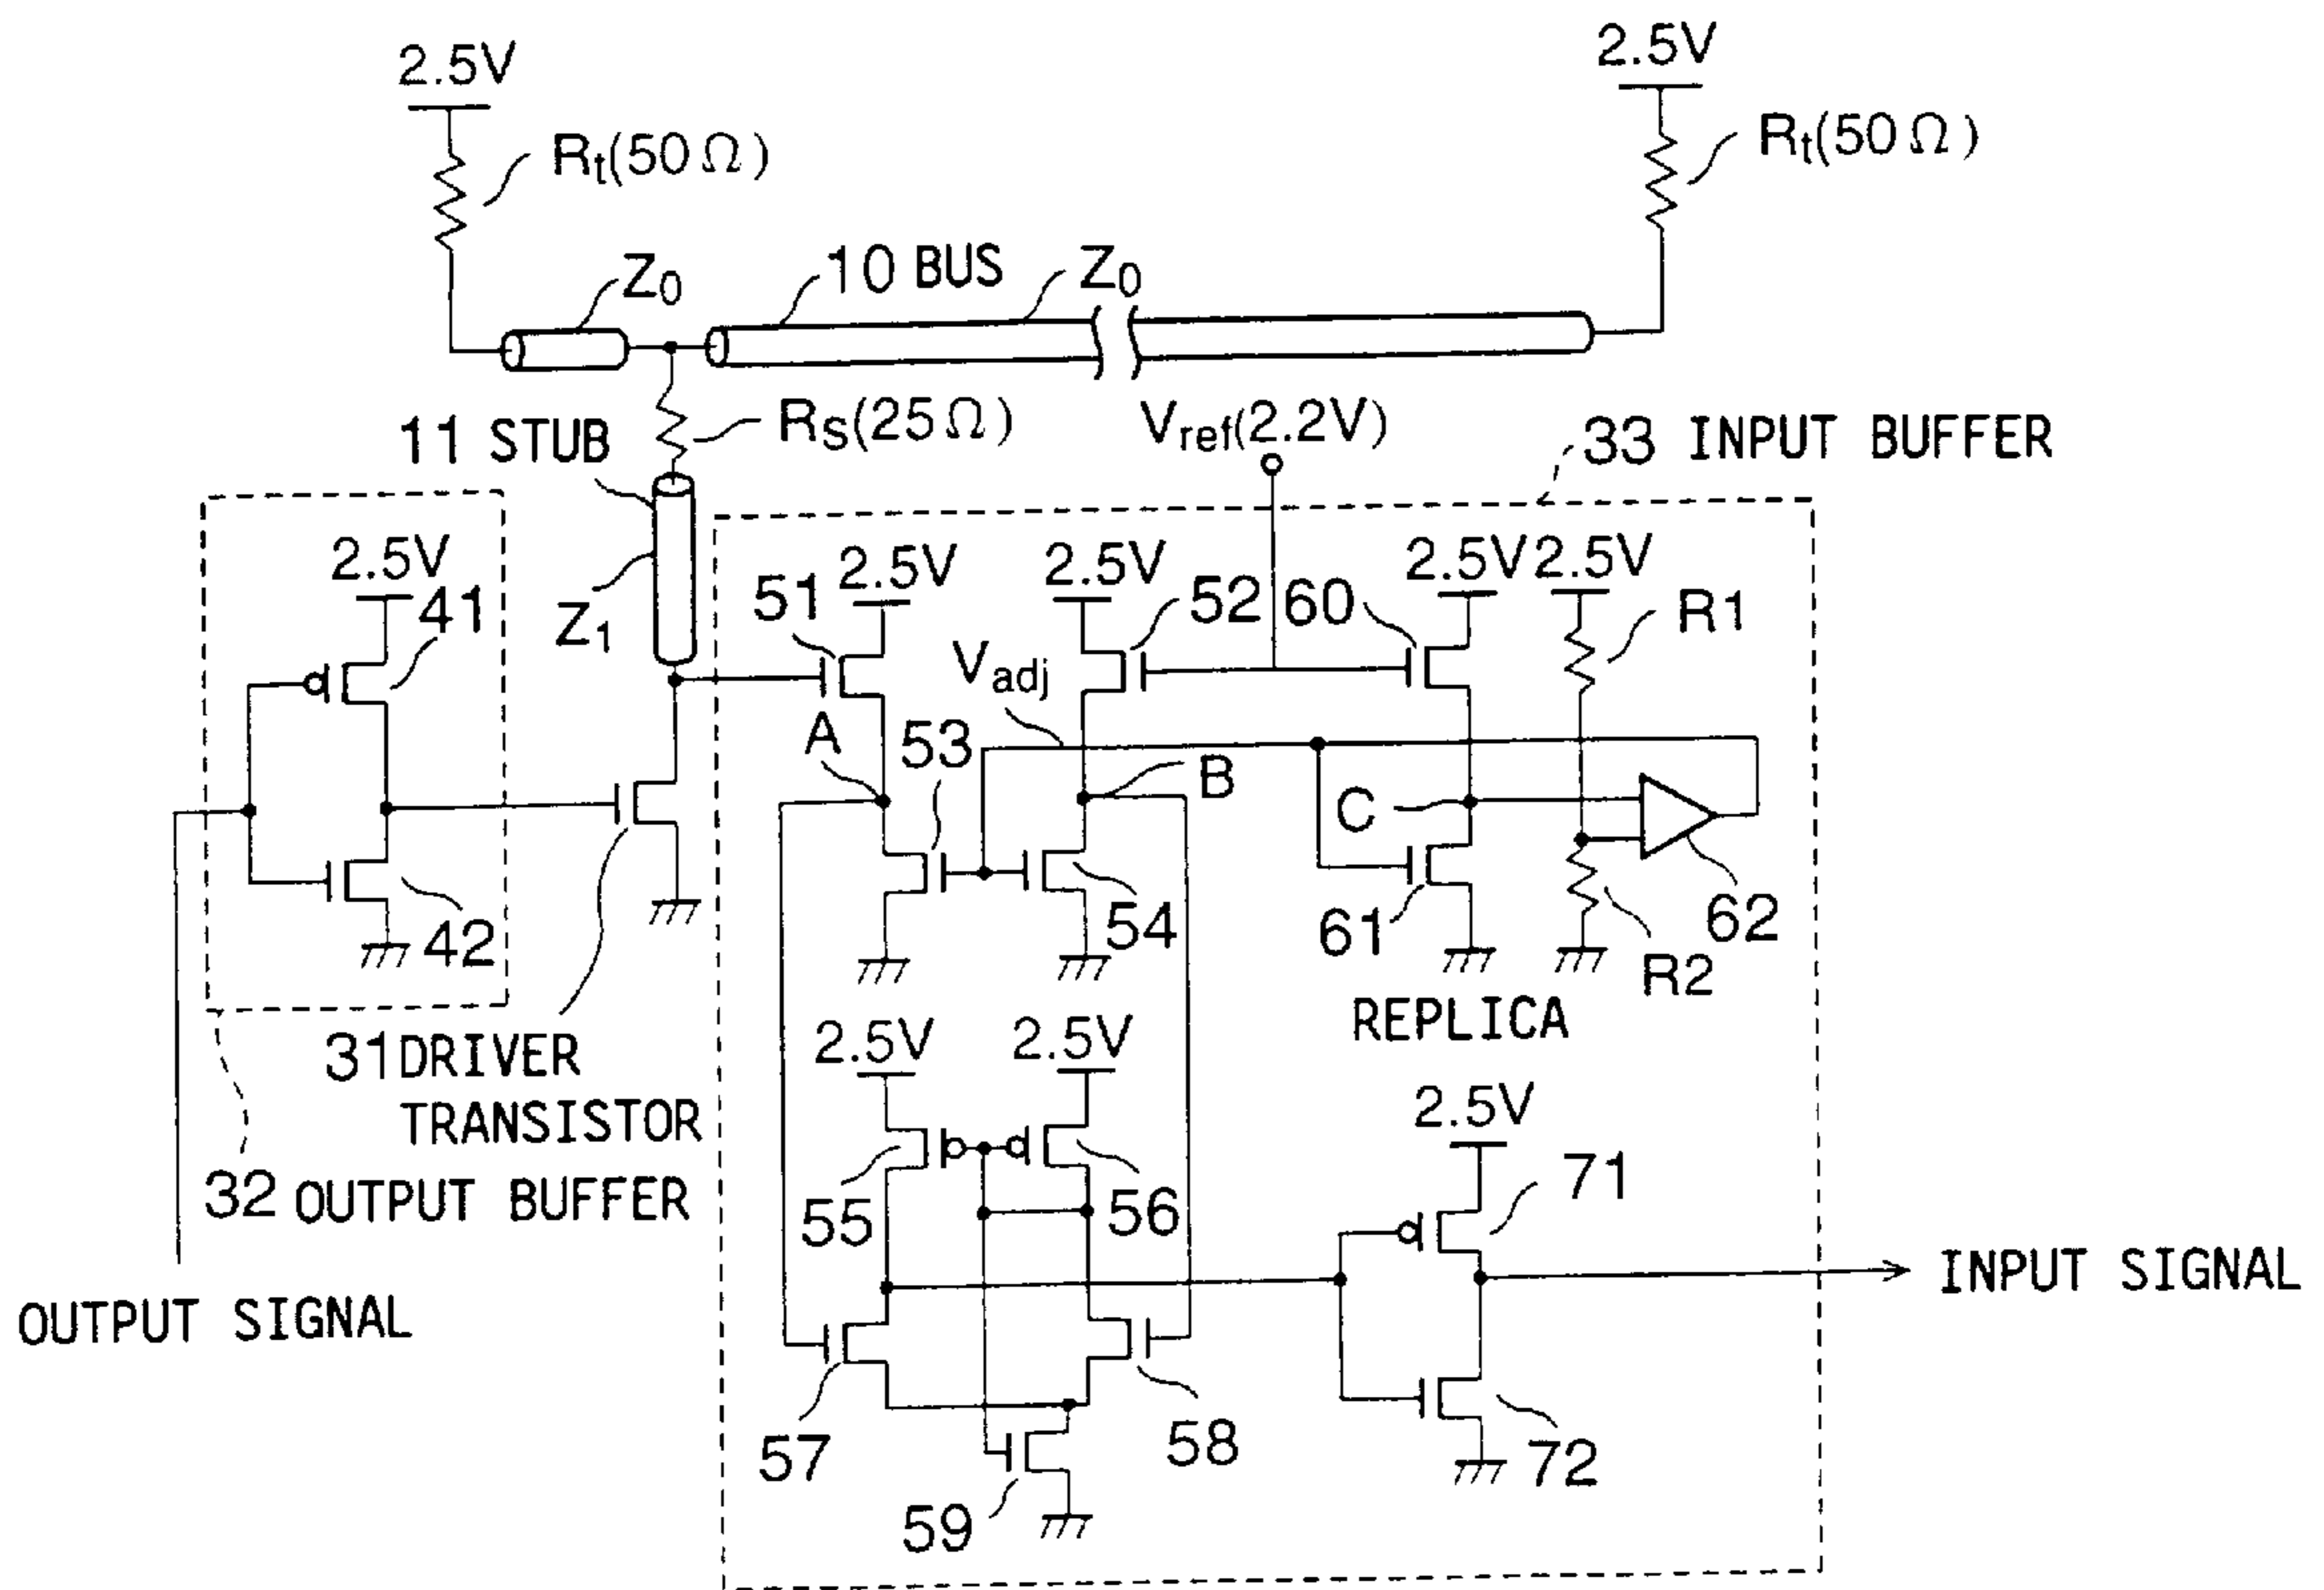 2.5V
2.5V
Rt(50Ω)
Rt(50Ω)
Z0
10 BUS
Z0
11 STUB
RS(25Ω)
Vref(2.2V)
33 INPUT BUFFER
2.5V
41
Z1
51
2.5V
2.5V
52
60
2.5V
2.5V
R1
Vadj
A
53
B
C
42
54
61
62
R2
REPLICA
31 DRIVER
TRANSISTOR
32 OUTPUT BUFFER
2.5V
2.5V
55
56
2.5V
71
INPUT SIGNAL
OUTPUT SIGNAL
57
58
72
59